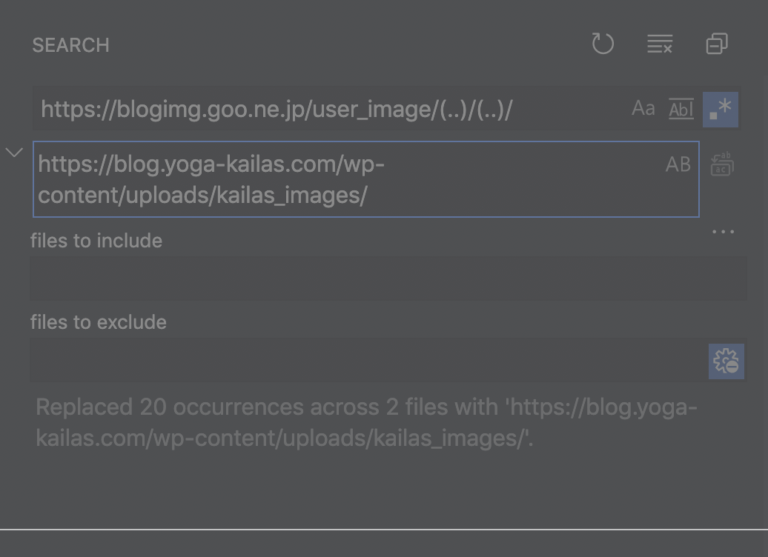 SEARCH
https://blogimg.goo.ne.jp/user_image/(..)/(..)/
Aa Abl .*
https://blog.yoga-kailas.com/wp-
content/uploads/kailas_images/
AB
files to include
files to exclude
Replaced 20 occurrences across 2 files with 'https://blog.yoga-
kailas.com/wp-content/uploads/kailas_images/'.